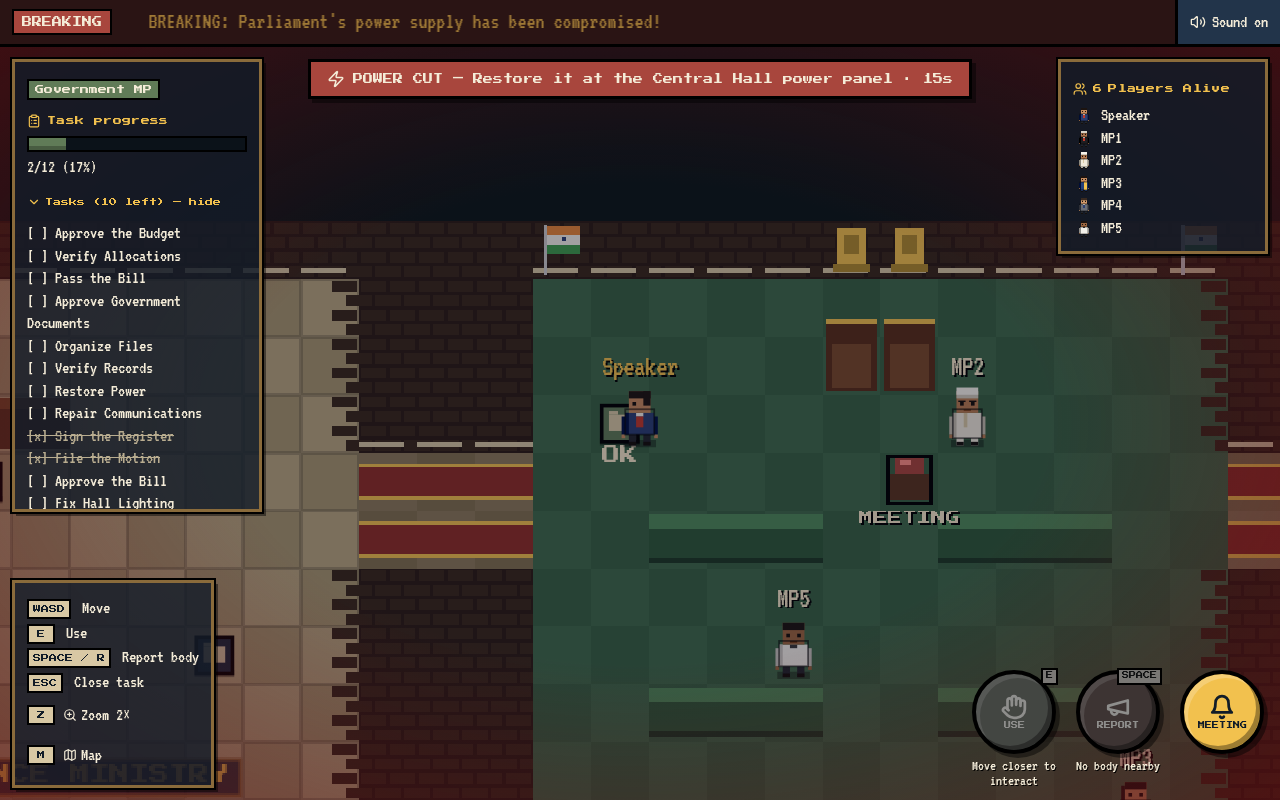 BREAKING
BREAKING: Parliament's power supply has been compromised!
Sound on
POWER CUT — Restore it at the Central Hall power panel · 15s
Government MP
Task progress
2/12 (17%)
Tasks (10 left) — hide
[ ] Approve the Budget
[ ] Verify Allocations
[ ] Pass the Bill
[ ] Approve Government
Documents
[ ] Organize Files
[ ] Verify Records
[ ] Restore Power
[ ] Repair Communications
[x] Sign the Register
[x] File the Motion
[ ] Approve the Bill
[ ] Fix Hall Lighting
6 Players Alive
Speaker
MP1
MP2
MP3
MP4
MP5
Speaker
OK
MP2
MEETING
MP5
MP3
WASD Move
E Use
SPACE / R Report body
ESC Close task
Z Zoom 2X
M Map
CE MINISTRY
E
USE
Move closer to
interact
SPACE
REPORT
No body nearby
MEETING